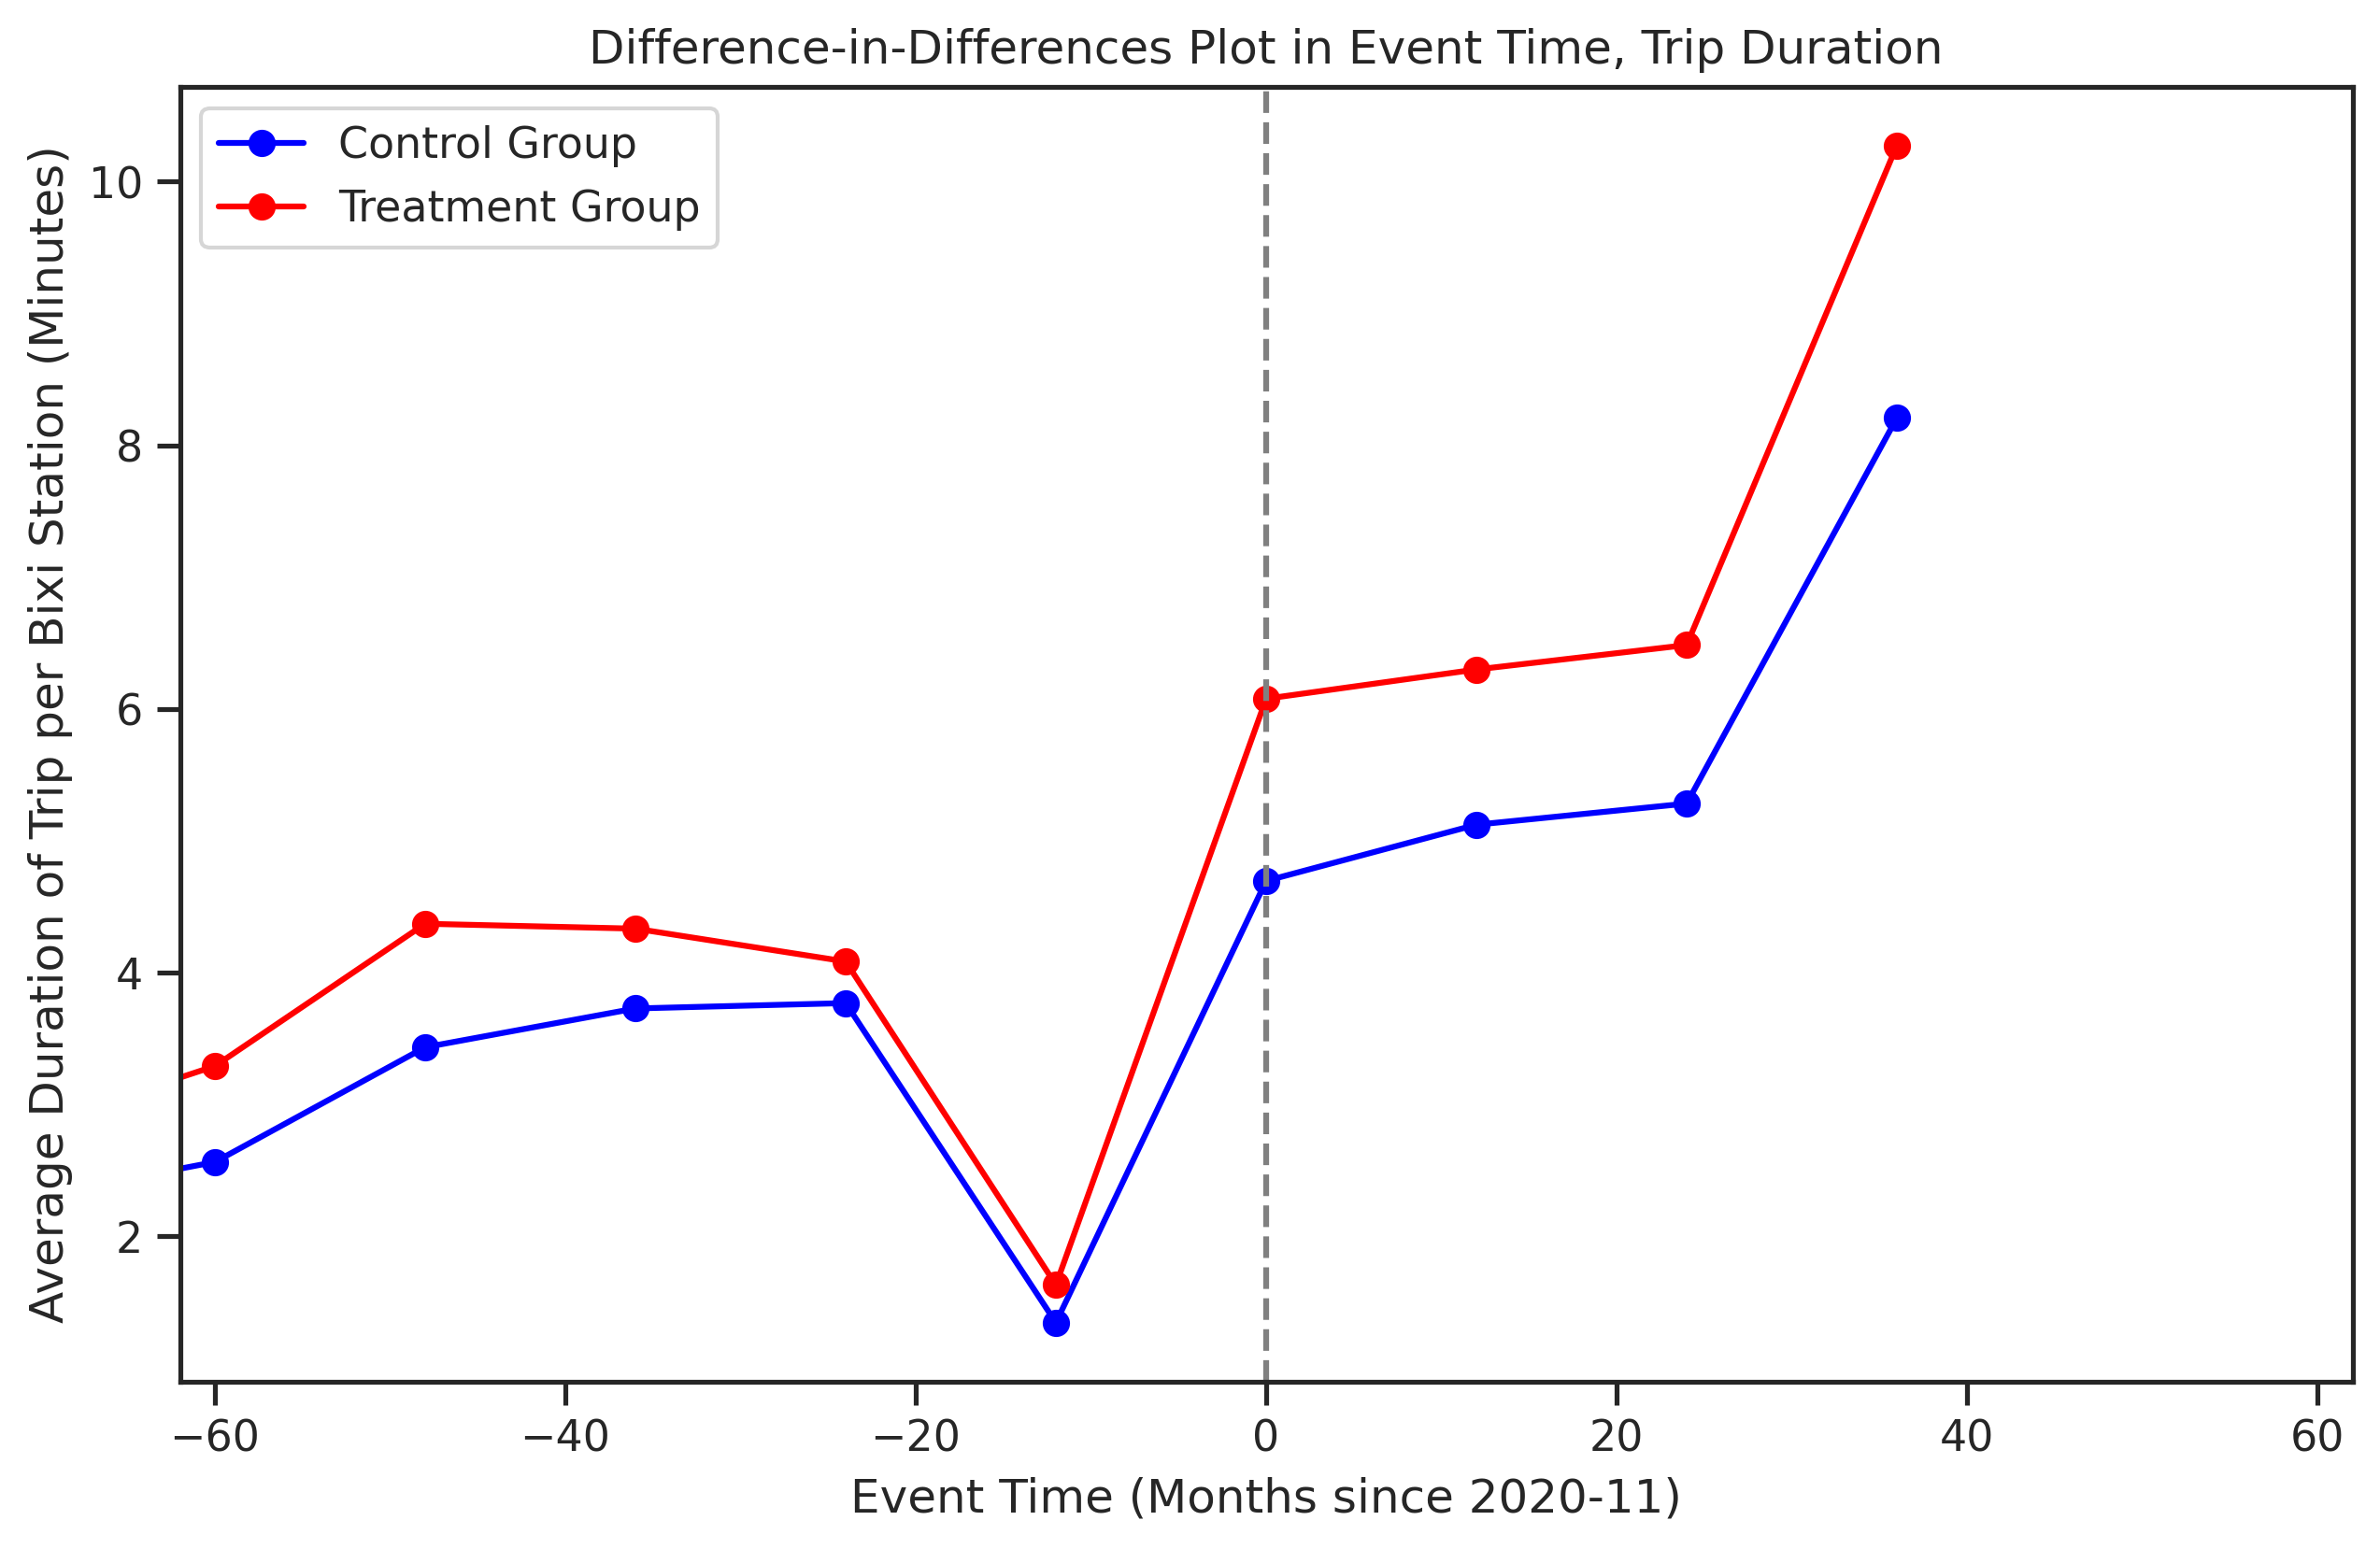 Difference-in-Differences Plot in Event Time, Trip Duration
Control Group
Treatment Group
Average Duration of Trip per Bixi Station (Minutes)
10
8
6
4
2
−60
−40
−20
0
20
40
60
Event Time (Months since 2020-11)